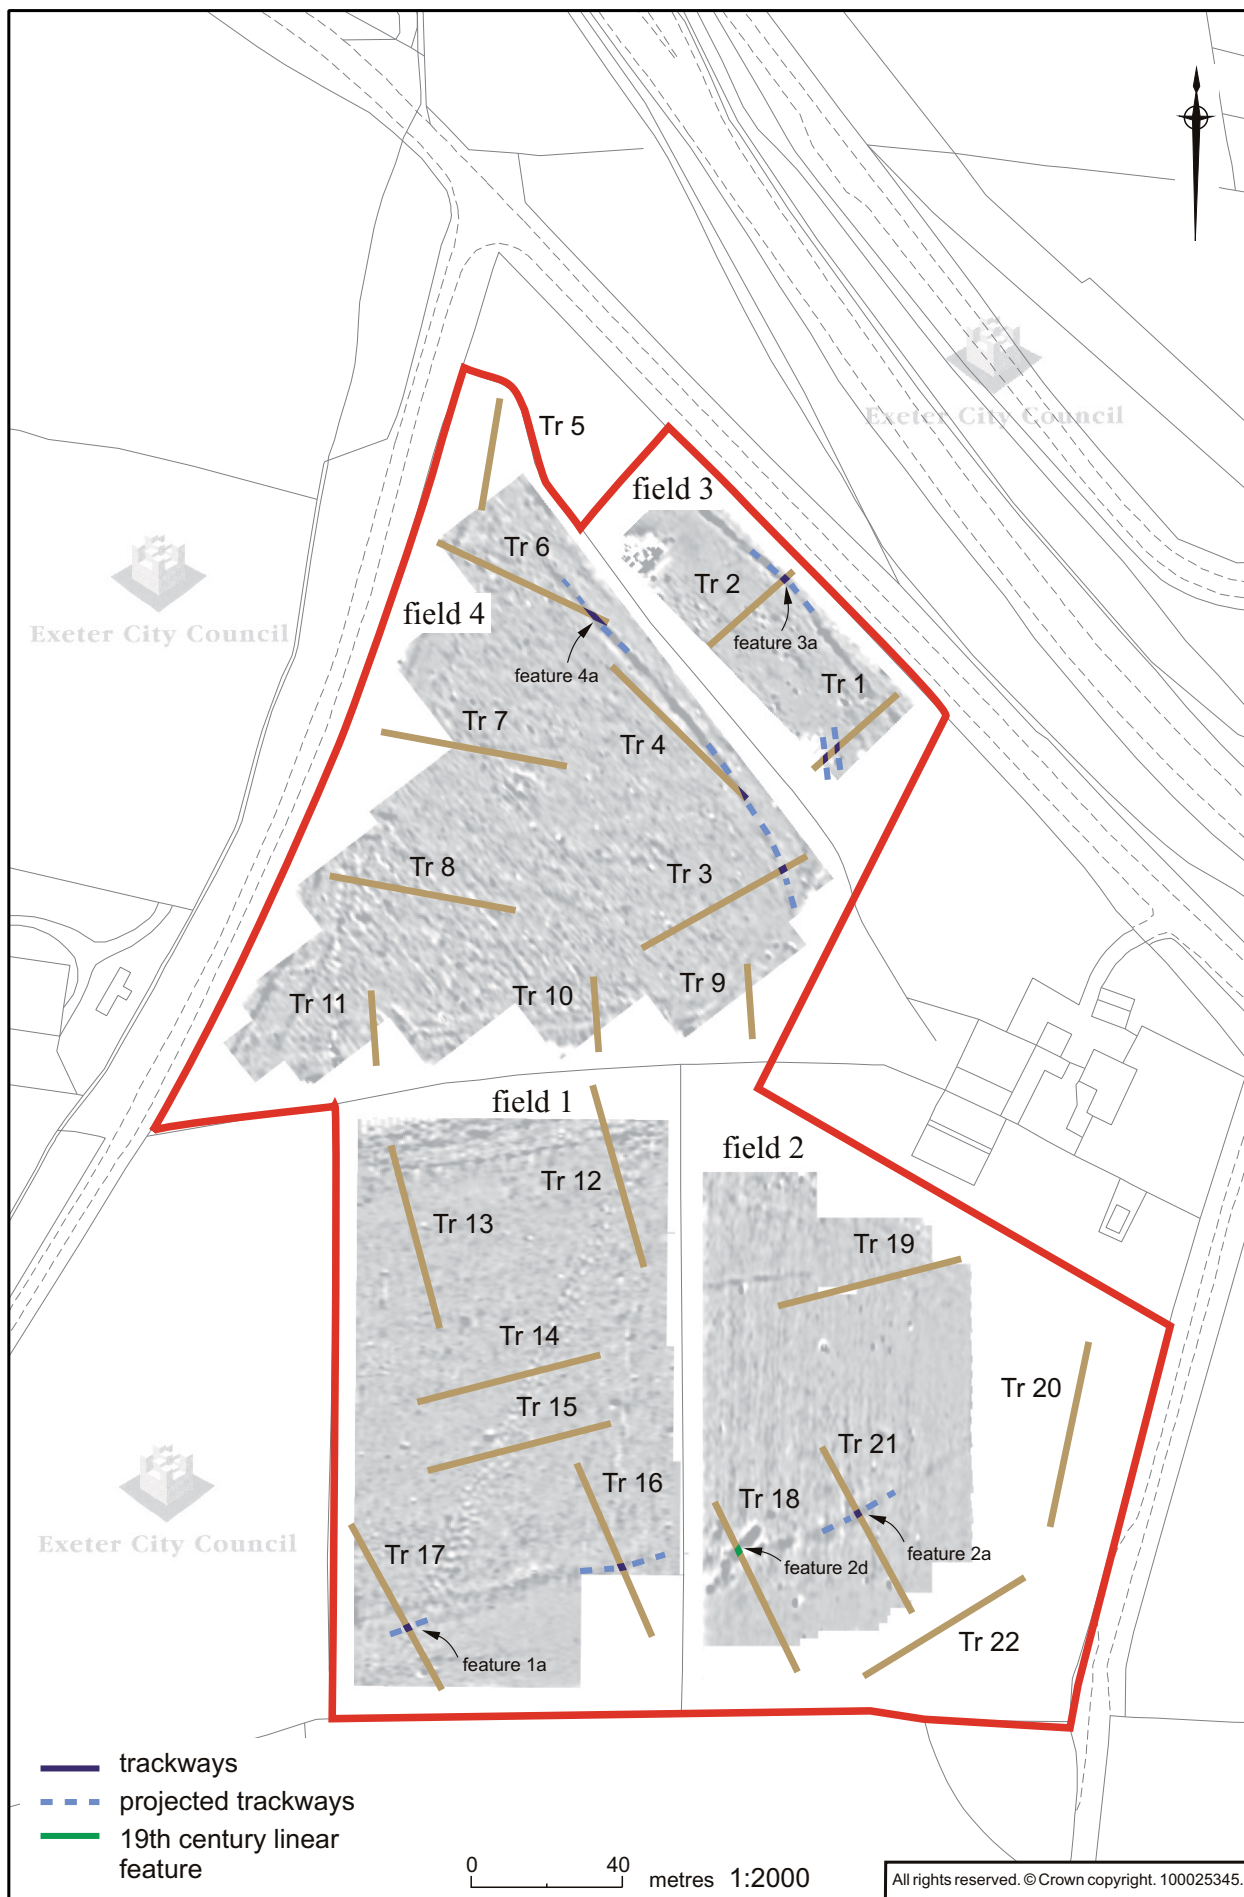 Exeter City Council
Tr 5
field 3
Exeter City Council
Tr 6
Tr 2
field 4
feature 3a
feature 4a
Tr 1
Tr 7
Tr 4
Tr 8
Tr 3
Tr 9
Tr 10
Tr 11
field 1
field 2
Tr 12
Tr 13
Tr 19
Tr 14
Tr 20
Tr 15
Tr 21
Tr 16
Tr 18
Exeter City Council
Tr 17
feature 2a
feature 2d
Tr 22
feature 1a
trackways
projected trackways
19th century linear
feature
0 40
metres 1:2000
All rights reserved. © Crown copyright. 100025345.